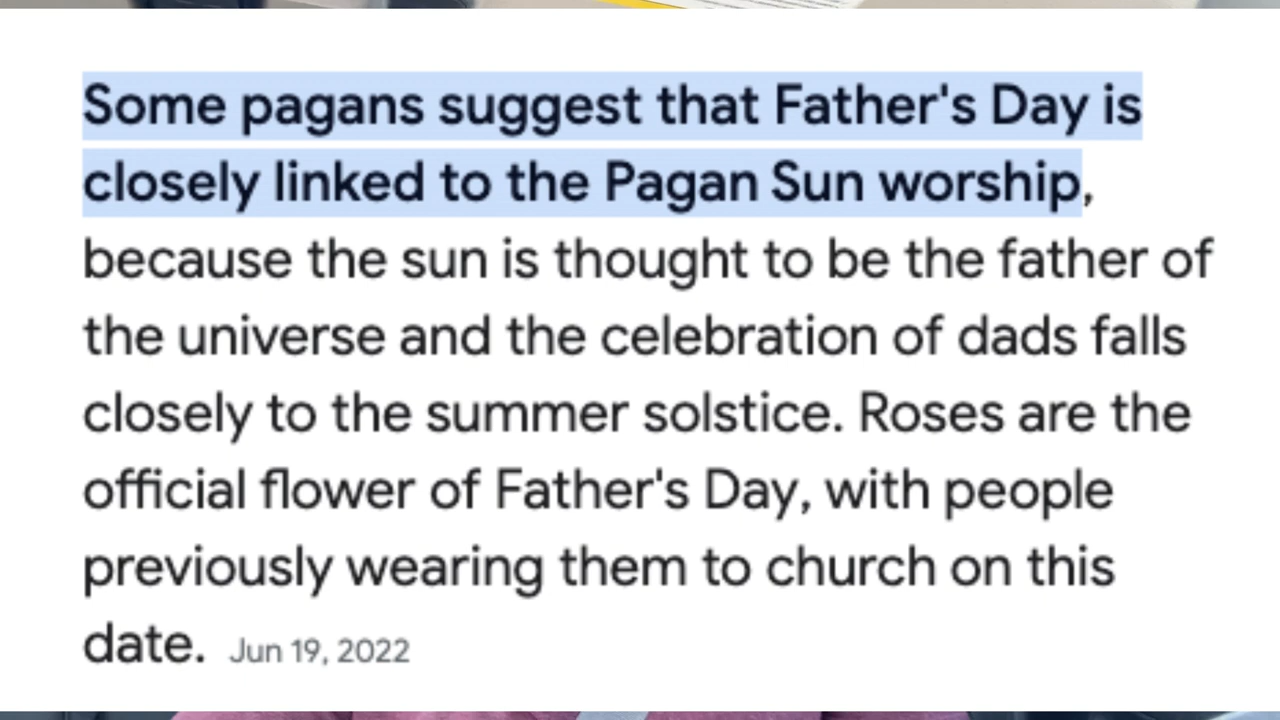 Some pagans suggest that Father's Day is
closely linked to the Pagan Sun worship,
because the sun is thought to be the father of
the universe and the celebration of dads falls
closely to the summer solstice. Roses are the
official flower of Father's Day, with people
previously wearing them to church on this
date. Jun 19, 2022